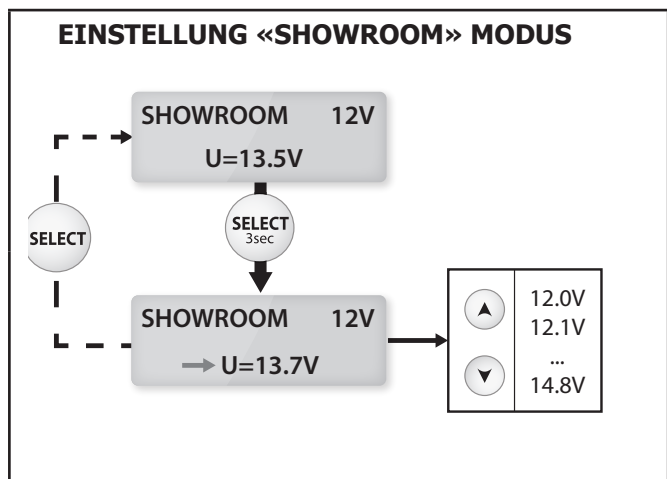 EINSTELLUNG «SHOWROOM» MODUS
SHOWROOM 12V
U=13.5V
SELECT
SELECT
3sec
SHOWROOM 12V
U=13.7V
12.0V
12.1V
...
14.8V